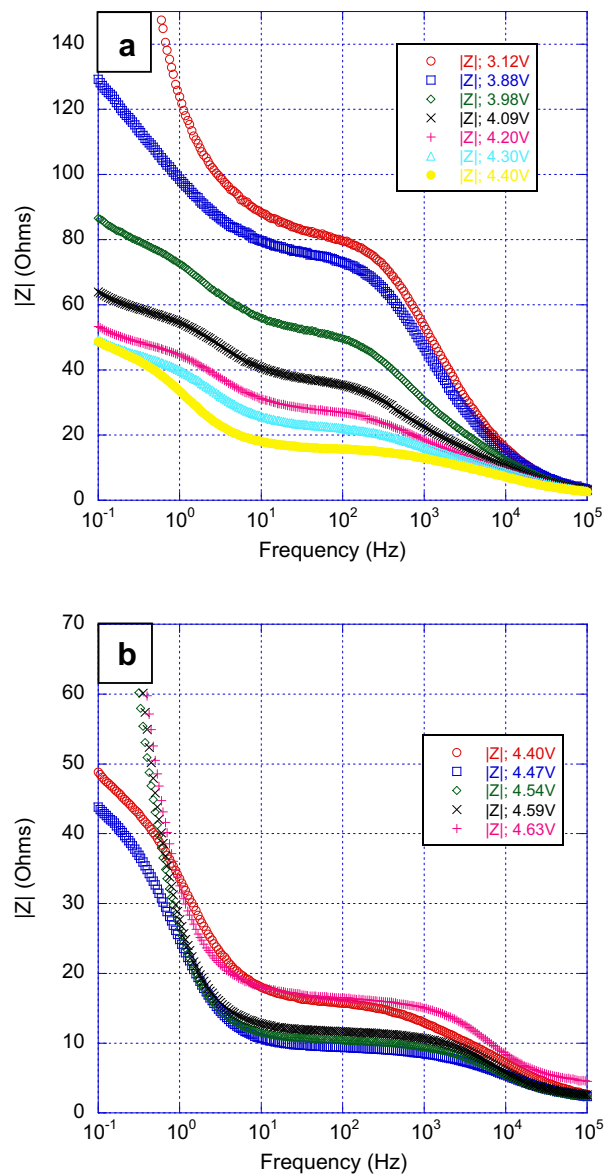 a
|Z| (Ohms)
150
140
120
100
80
60
40
20
0
|Z|; 3.12V
|Z|; 3.88V
|Z|; 3.98V
|Z|; 4.09V
|Z|; 4.20V
|Z|; 4.30V
|Z|; 4.40V
10-1 100 101 102 103 104 105
Frequency (Hz)
b
|Z| (Ohms)
70
60
50
40
30
20
10
0
|Z|; 4.40V
|Z|; 4.47V
|Z|; 4.54V
|Z|; 4.59V
|Z|; 4.63V
10-1 100 101 102 103 104 105
Frequency (Hz)